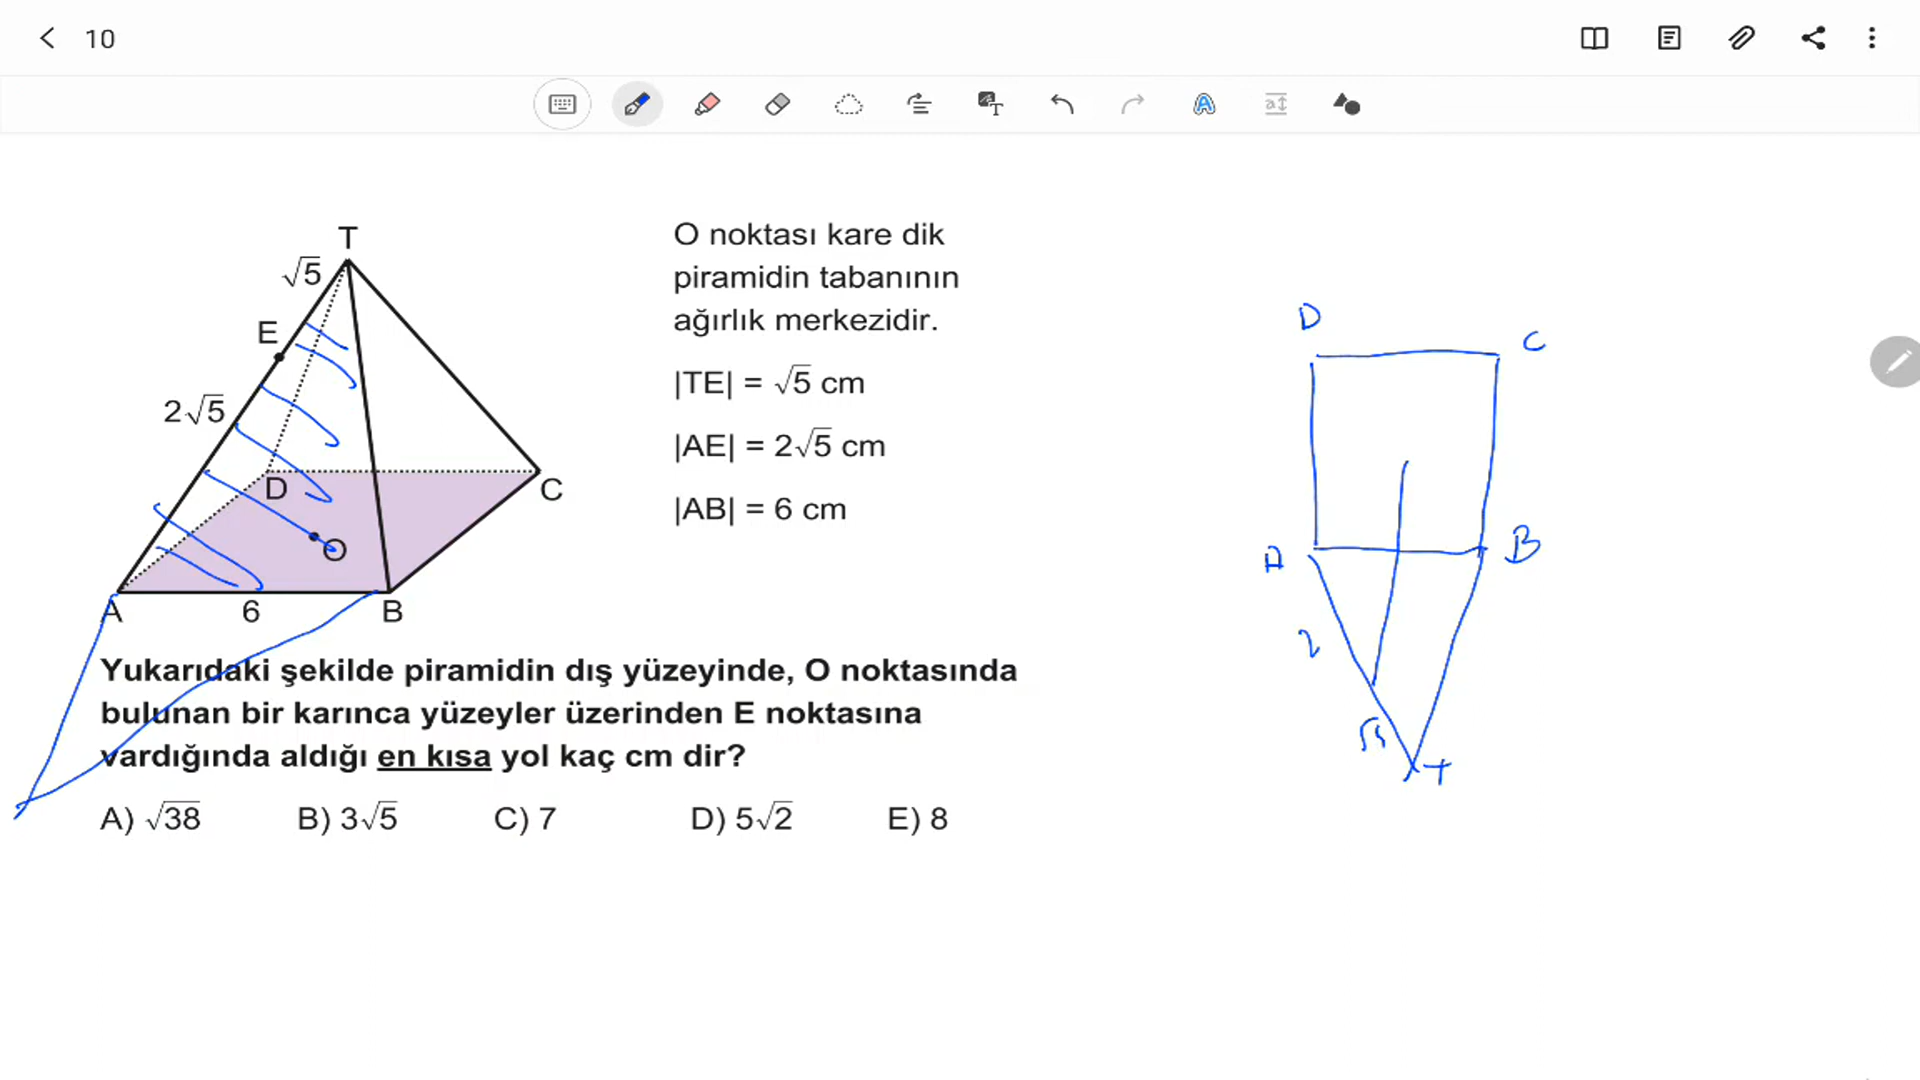 10
T
√5
E
2√5
D
C
O
A
6
B
O noktası kare dik
piramidin tabanının
ağırlık merkezidir.
|TE| = √5 cm
|AE| = 2√5 cm
|AB| = 6 cm
Yukarıdaki şekilde piramidin dış yüzeyinde, O noktasında
bulunan bir karınca yüzeyler üzerinden E noktasına
vardığında aldığı en kısa yol kaç cm dir?
A) √38 B) 3√5 C) 7 D) 5√2 E) 8
D
C
A
B
2
√5
T